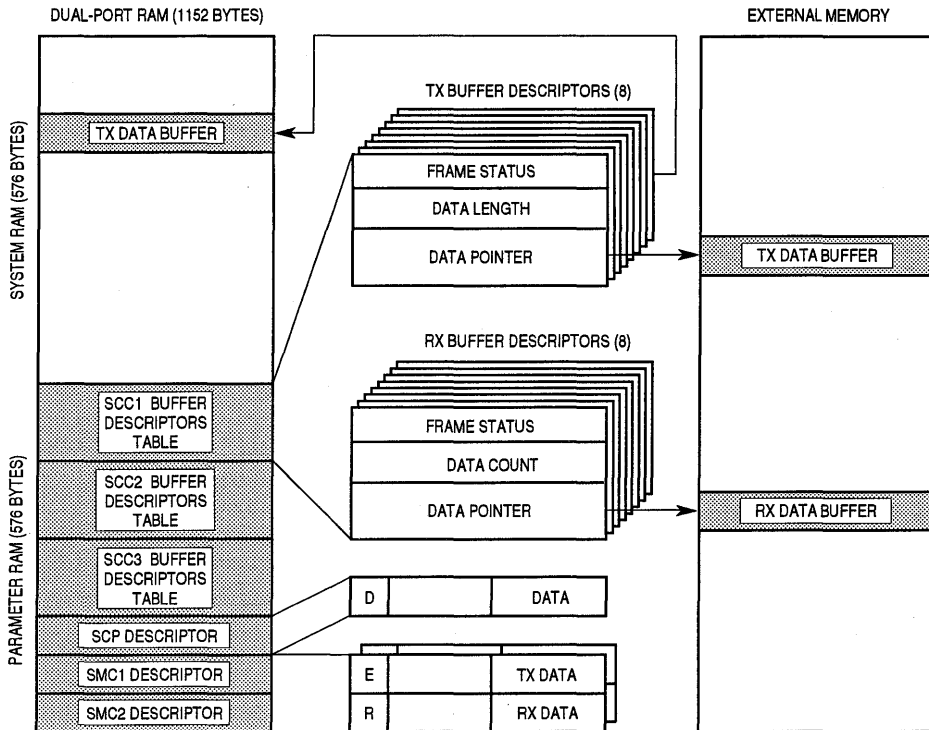 DUAL-PORT RAM (1152 BYTES)
EXTERNAL MEMORY
SYSTEM RAM (576 BYTES)
PARAMETER RAM (576 BYTES)
TX DATA BUFFER
SCC1 BUFFER
DESCRIPTORS
TABLE
SCC2 BUFFER
DESCRIPTORS
TABLE
SCC3 BUFFER
DESCRIPTORS
TABLE
SCP DESCRIPTOR
SMC1 DESCRIPTOR
SMC2 DESCRIPTOR
TX BUFFER DESCRIPTORS (8)
FRAME STATUS
DATA LENGTH
DATA POINTER
RX BUFFER DESCRIPTORS (8)
FRAME STATUS
DATA COUNT
DATA POINTER
D DATA
E TX DATA
R RX DATA
TX DATA BUFFER
RX DATA BUFFER